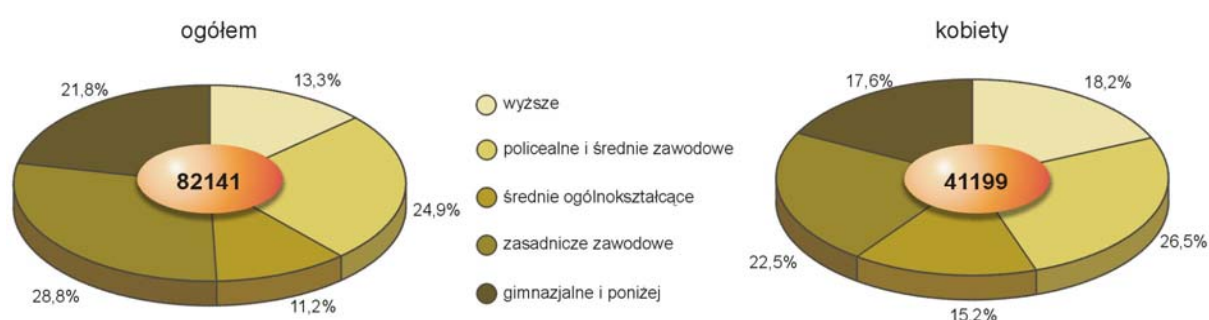 ogółem
13,3%
24,9%
11,2%
28,8%
21,8%
82141
wyższe
policealne i średnie zawodowe
średnie ogólnokształcące
zasadnicze zawodowe
gimnazjalne i poniżej
kobiety
18,2%
26,5%
15,2%
22,5%
17,6%
41199